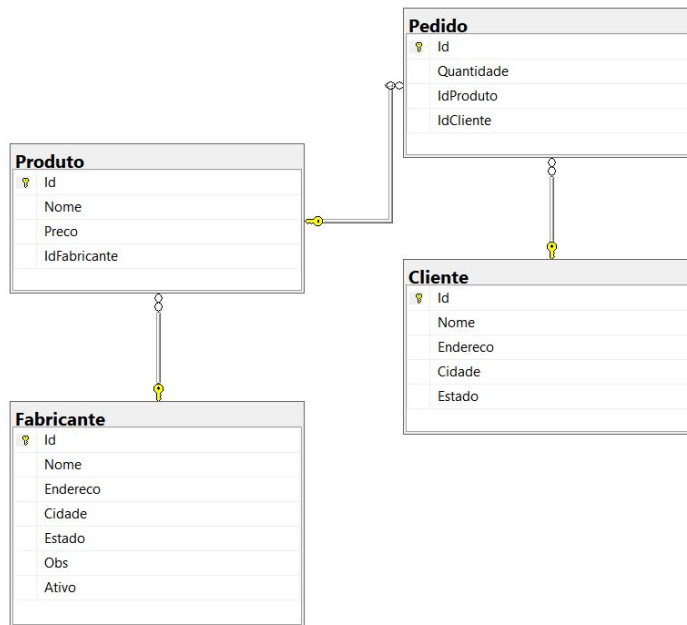 Pedido
Id
Quantidade
IdProduto
IdCliente
Produto
Id
Nome
Preco
IdFabricante
Cliente
Id
Nome
Endereco
Cidade
Estado
Fabricante
Id
Nome
Endereco
Cidade
Estado
Obs
Ativo